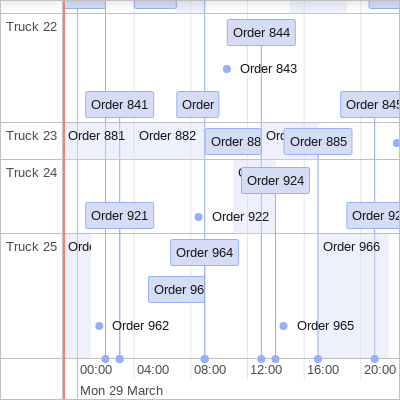 Truck 22
Order 844
Order 843
Order 841
Order
Order 845
Truck 23
Order 881
Order 882
Order 88
Order 885
Truck 24
Order 924
Order 921
Order 922
Order 92
Truck 25
Order 964
Order 966
Order 96
Order 962
Order 965
00:00
04:00
08:00
12:00
16:00
20:00
Mon 29 March